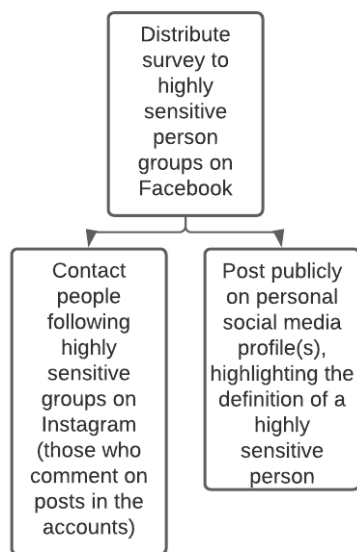 Distribute
survey to
highly
sensitive
person
groups on
Facebook
Contact
people
following
highly
sensitive
groups on
Instagram
(those who
comment on
posts in the
accounts)
Post publicly
on personal
social media
profile(s),
highlighting the
definition of a
highly
sensitive
person